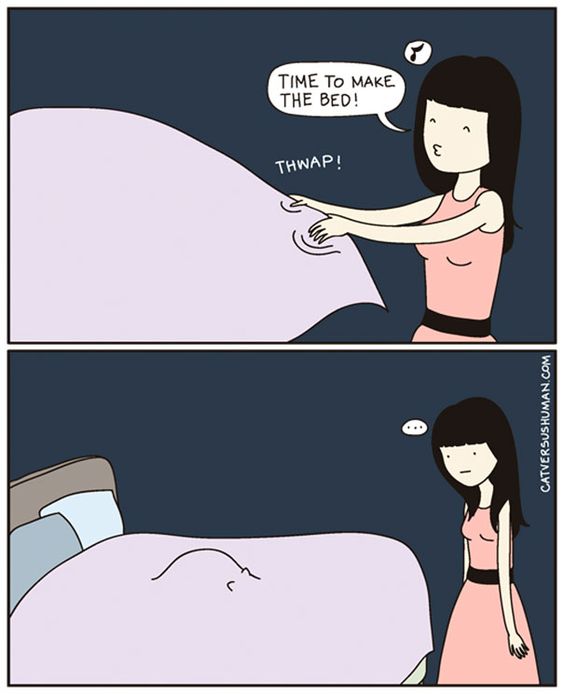 TIME TO MAKE
THE BED!
THWAP!
...
CATVERSUSHUMAN.COM